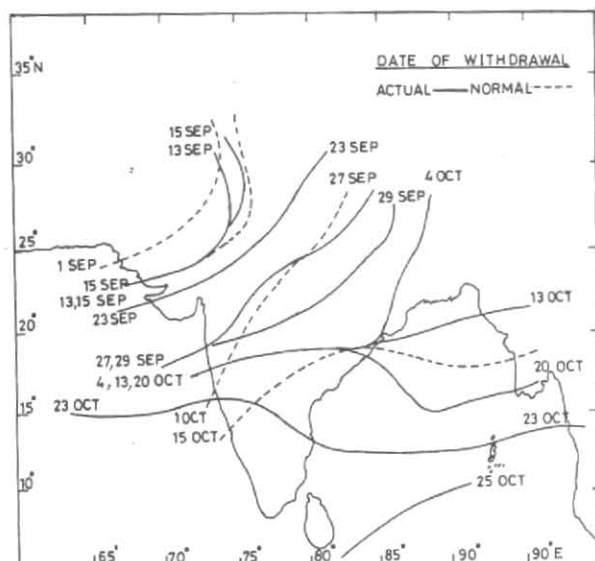 DATE OF WITHDRAWAL
ACTUAL — NORMAL -----
35°N
30°
25°
20°
15°
10°
15 SEP
13 SEP
23 SEP
27 SEP
4 OCT
29 SEP
1 SEP
15 SEP
13,15 SEP
23 SEP
13 OCT
27,29 SEP
4,13,20 OCT
20 OCT
23 OCT
1 OCT
23 OCT
15 OCT
25 OCT
65° 70° 75° 80° 85° 90° 90°E